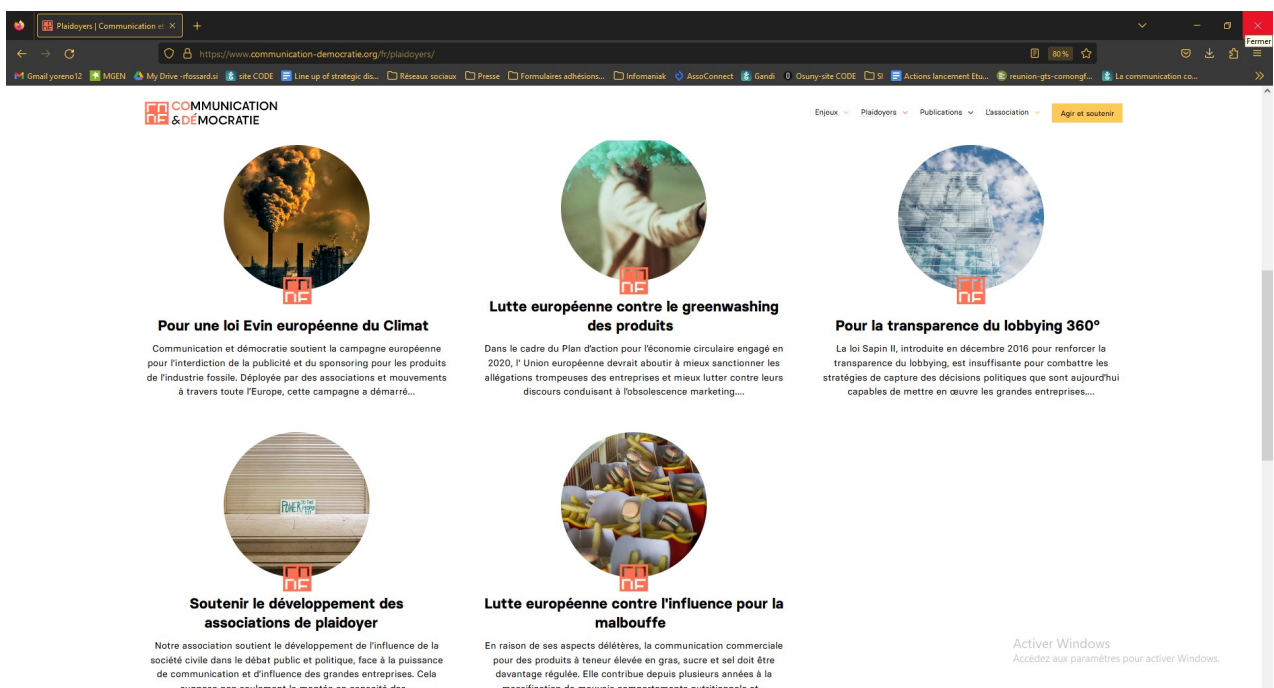 Plaidoyers | Communication et
https://www.communication-democratie.org/fr/plaidoyers/
80%
Fermer
Gmail yoreno12
MGEN
My Drive -rfossard.si
site CODE
Line up of strategic dis...
Réseaux sociaux
Presse
Formulaires adhésions...
Infomaniak
AssoConnect
Gandi
Osuny-site CODE
SI
Actions lancement Etu...
reunion-gts-comongf...
La communication co...
COMMUNICATION
& DÉMOCRATIE
Enjeux
Plaidoyers
Publications
L'association
Agir et soutenir
Pour une loi Evin européenne du Climat
Communication et démocratie soutient la campagne européenne
pour l'interdiction de la publicité et du sponsoring pour les produits
de l'industrie fossile. Déployée par des associations et mouvements
à travers toute l'Europe, cette campagne a démarré...
Lutte européenne contre le greenwashing
des produits
Dans le cadre du Plan d'action pour l'économie circulaire engagé en
2020, l' Union européenne devrait aboutir à mieux sanctionner les
allégations trompeuses des entreprises et mieux lutter contre leurs
discours conduisant à l'obsolescence marketing....
Pour la transparence du lobbying 360°
La loi Sapin II, introduite en décembre 2016 pour renforcer la
transparence du lobbying, est insuffisante pour combattre les
stratégies de capture des décisions politiques que sont aujourd'hui
capables de mettre en œuvre les grandes entreprises....
POWER TO THE
PEOPLE
Soutenir le développement des
associations de plaidoyer
Notre association soutient le développement de l'influence de la
société civile dans le débat public et politique, face à la puissance
de communication et d'influence des grandes entreprises. Cela
Lutte européenne contre l'influence pour la
malbouffe
En raison de ses aspects délétères, la communication commerciale
pour des produits à teneur élevée en gras, sucre et sel doit être
davantage régulée. Elle contribue depuis plusieurs années à la
Activer Windows
Accédez aux paramètres pour activer Windows.